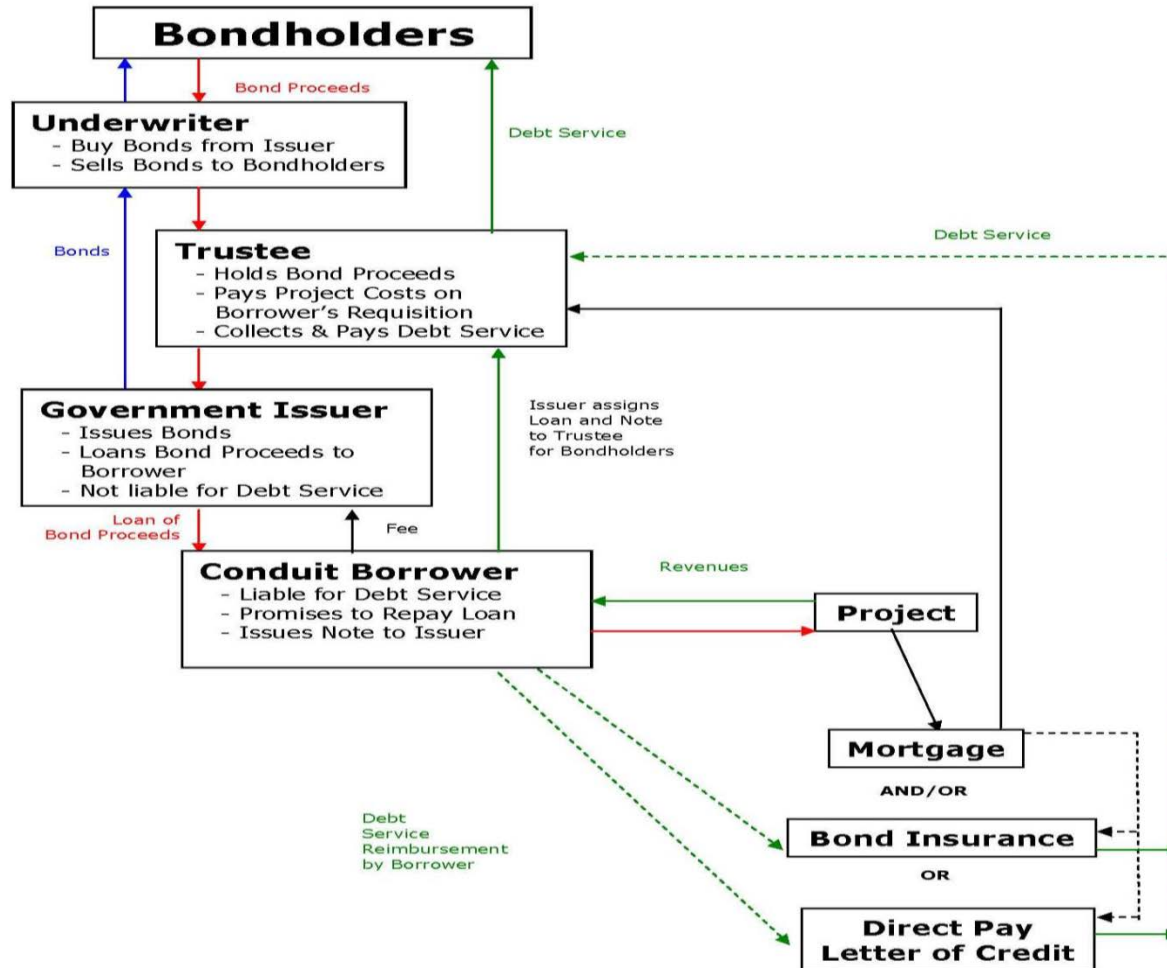 Bondholders
Bond Proceeds
Underwriter
- Buy Bonds from Issuer
- Sells Bonds to Bondholders
Debt Service
Bonds
Debt Service
Trustee
- Holds Bond Proceeds
- Pays Project Costs on
Borrower's Requisition
- Collects & Pays Debt Service
Government Issuer
- Issues Bonds
- Loans Bond Proceeds to
Borrower
- Not liable for Debt Service
Issuer assigns
Loan and Note
to Trustee
for Bondholders
Loan of
Bond Proceeds
Fee
Conduit Borrower
- Liable for Debt Service
- Promises to Repay Loan
- Issues Note to Issuer
Revenues
Project
Mortgage
AND/OR
Debt
Service
Reimbursement
by Borrower
Bond Insurance
OR
Direct Pay
Letter of Credit